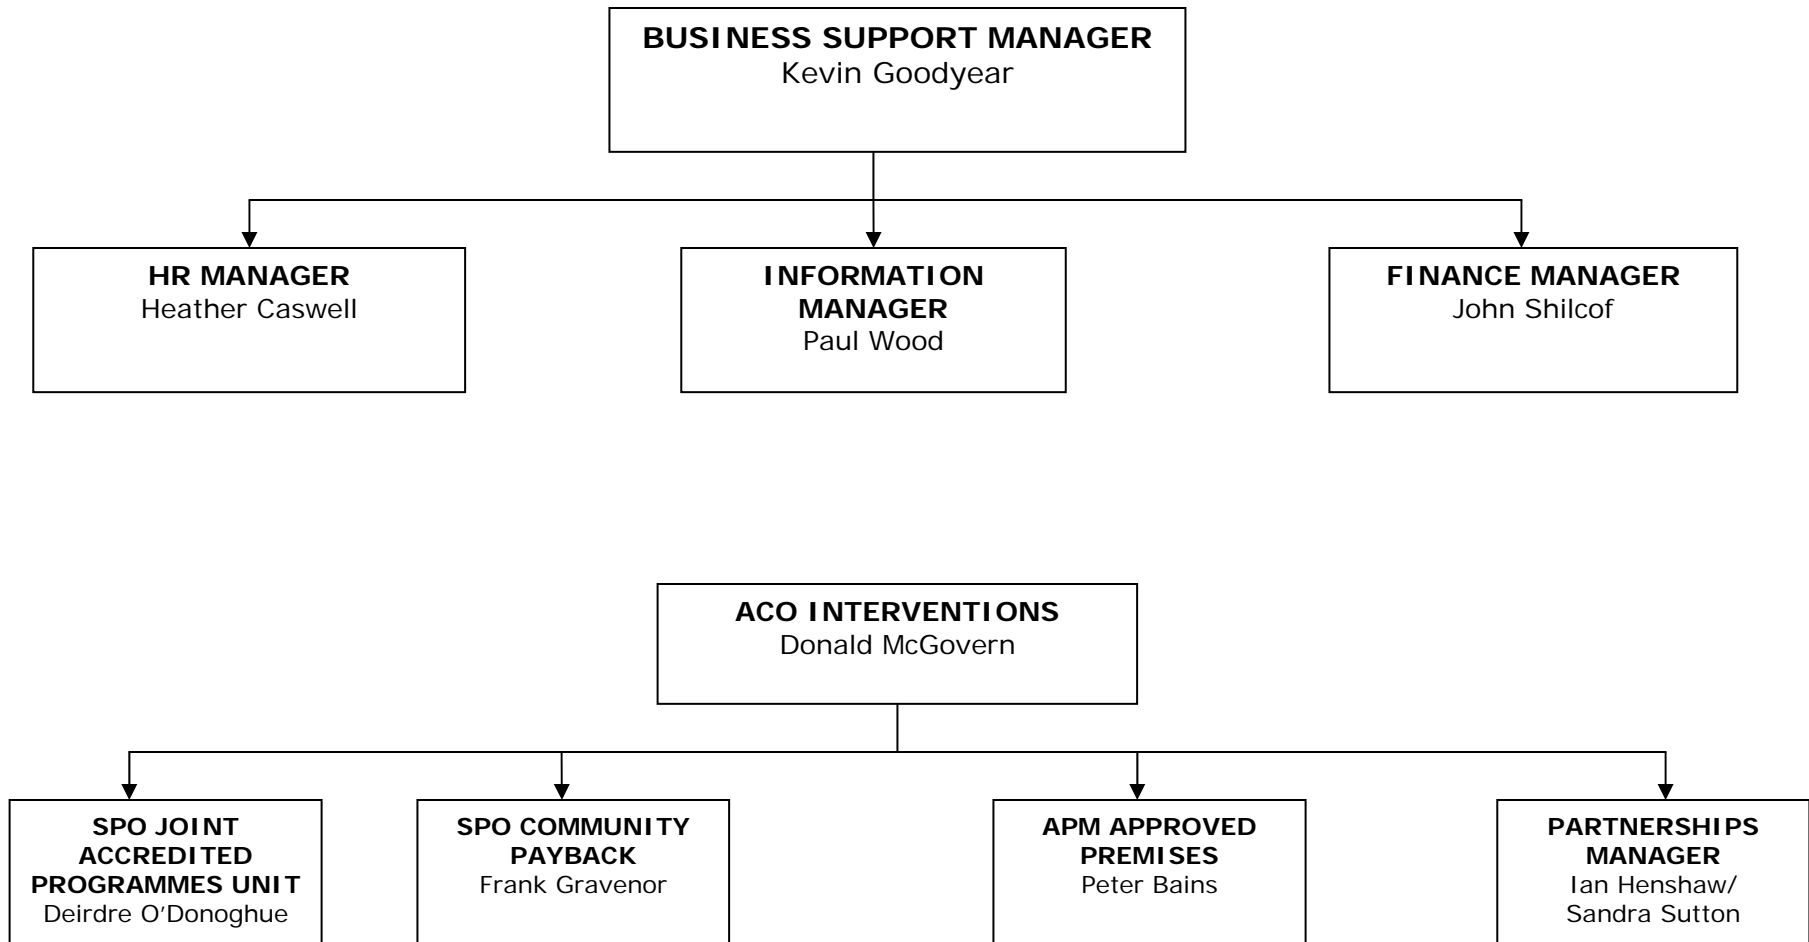 BUSINESS SUPPORT MANAGER
Kevin Goodyear
HR MANAGER
Heather Caswell
INFORMATION
MANAGER
Paul Wood
FINANCE MANAGER
John Shilcof
ACO INTERVENTIONS
Donald McGovern
SPO JOINT
ACCREDITED
PROGRAMMES UNIT
Deirdre O’Donoghue
SPO COMMUNITY
PAYBACK
Frank Gravenor
APM APPROVED
PREMISES
Peter Bains
PARTNERSHIPS
MANAGER
Ian Henshaw/
Sandra Sutton